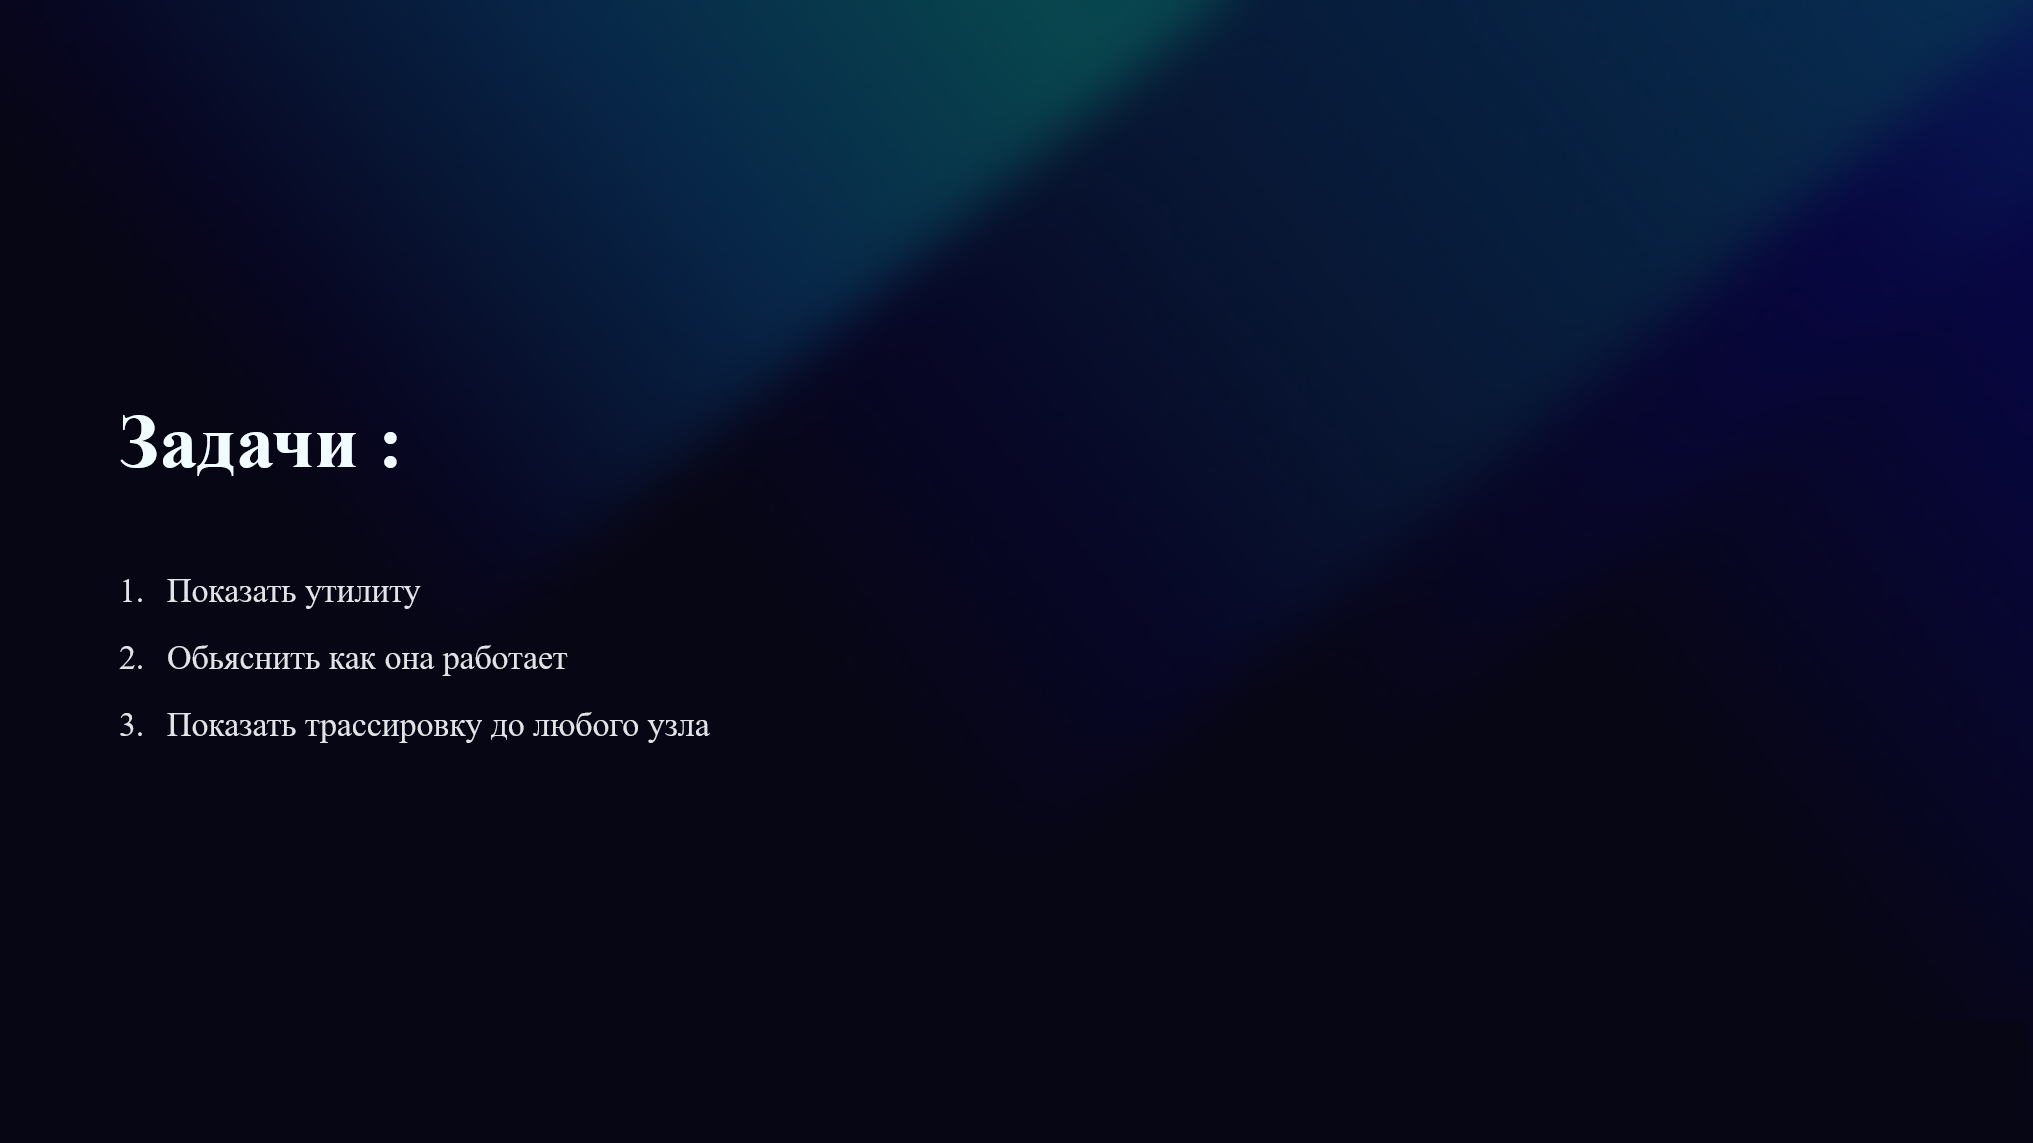 Задачи :
1. Показать утилиту
2. Обьяснить как она работает
3. Показать трассировку до любого узла